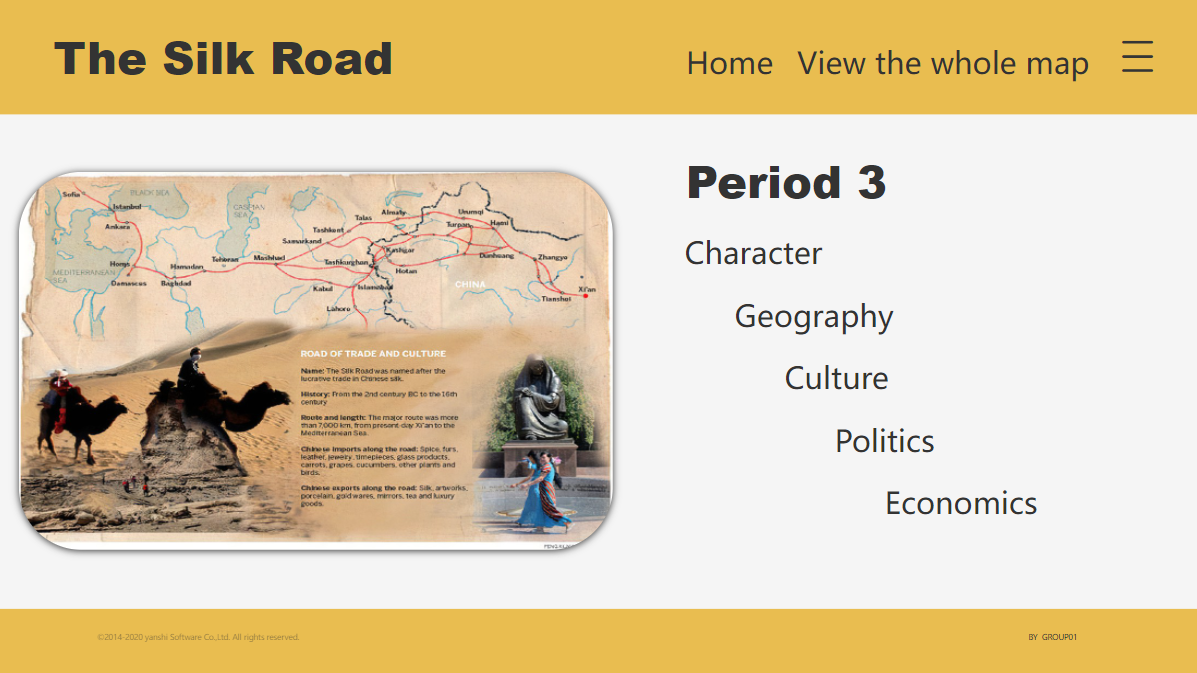 The Silk Road
Home View the whole map
Period 3
Character
Geography
Culture
Politics
Economics
Sofia
BLACK SEA
Istanbul
Ankara
CASPIAN
SEA
Talas
Almaty
Urumqi
Turpan
Hami
Tashkent
Samarkand
Kashgar
Dunhuang
Zhangye
Homs
Hamadan
Teheran
Mashhad
Tashkurghan
Hotan
MEDITERRANEAN
SEA
Damascus
Baghdad
Kabul
Islamabad
CHINA
Xi'an
Tianshui
Lahore
ROAD OF TRADE AND CULTURE
Name: The Silk Road was named after the
lucrative trade in Chinese silk.
History: From the 2nd century BC to the 16th
century
Route and length: The major route was more
than 7,000 km, from present-day Xi'an to the
Mediterranean Sea.
Chinese imports along the road: Spice, furs,
leather, jewelry, timepieces, glass products,
carrots, grapes, cucumbers, other plants and
birds.
Chinese exports along the road: Silk, artworks,
porcelain, gold wares, mirrors, tea and luxury
goods.
©2014-2020 yanshi Software Co.,Ltd. All rights reserved.
BY GROUP01